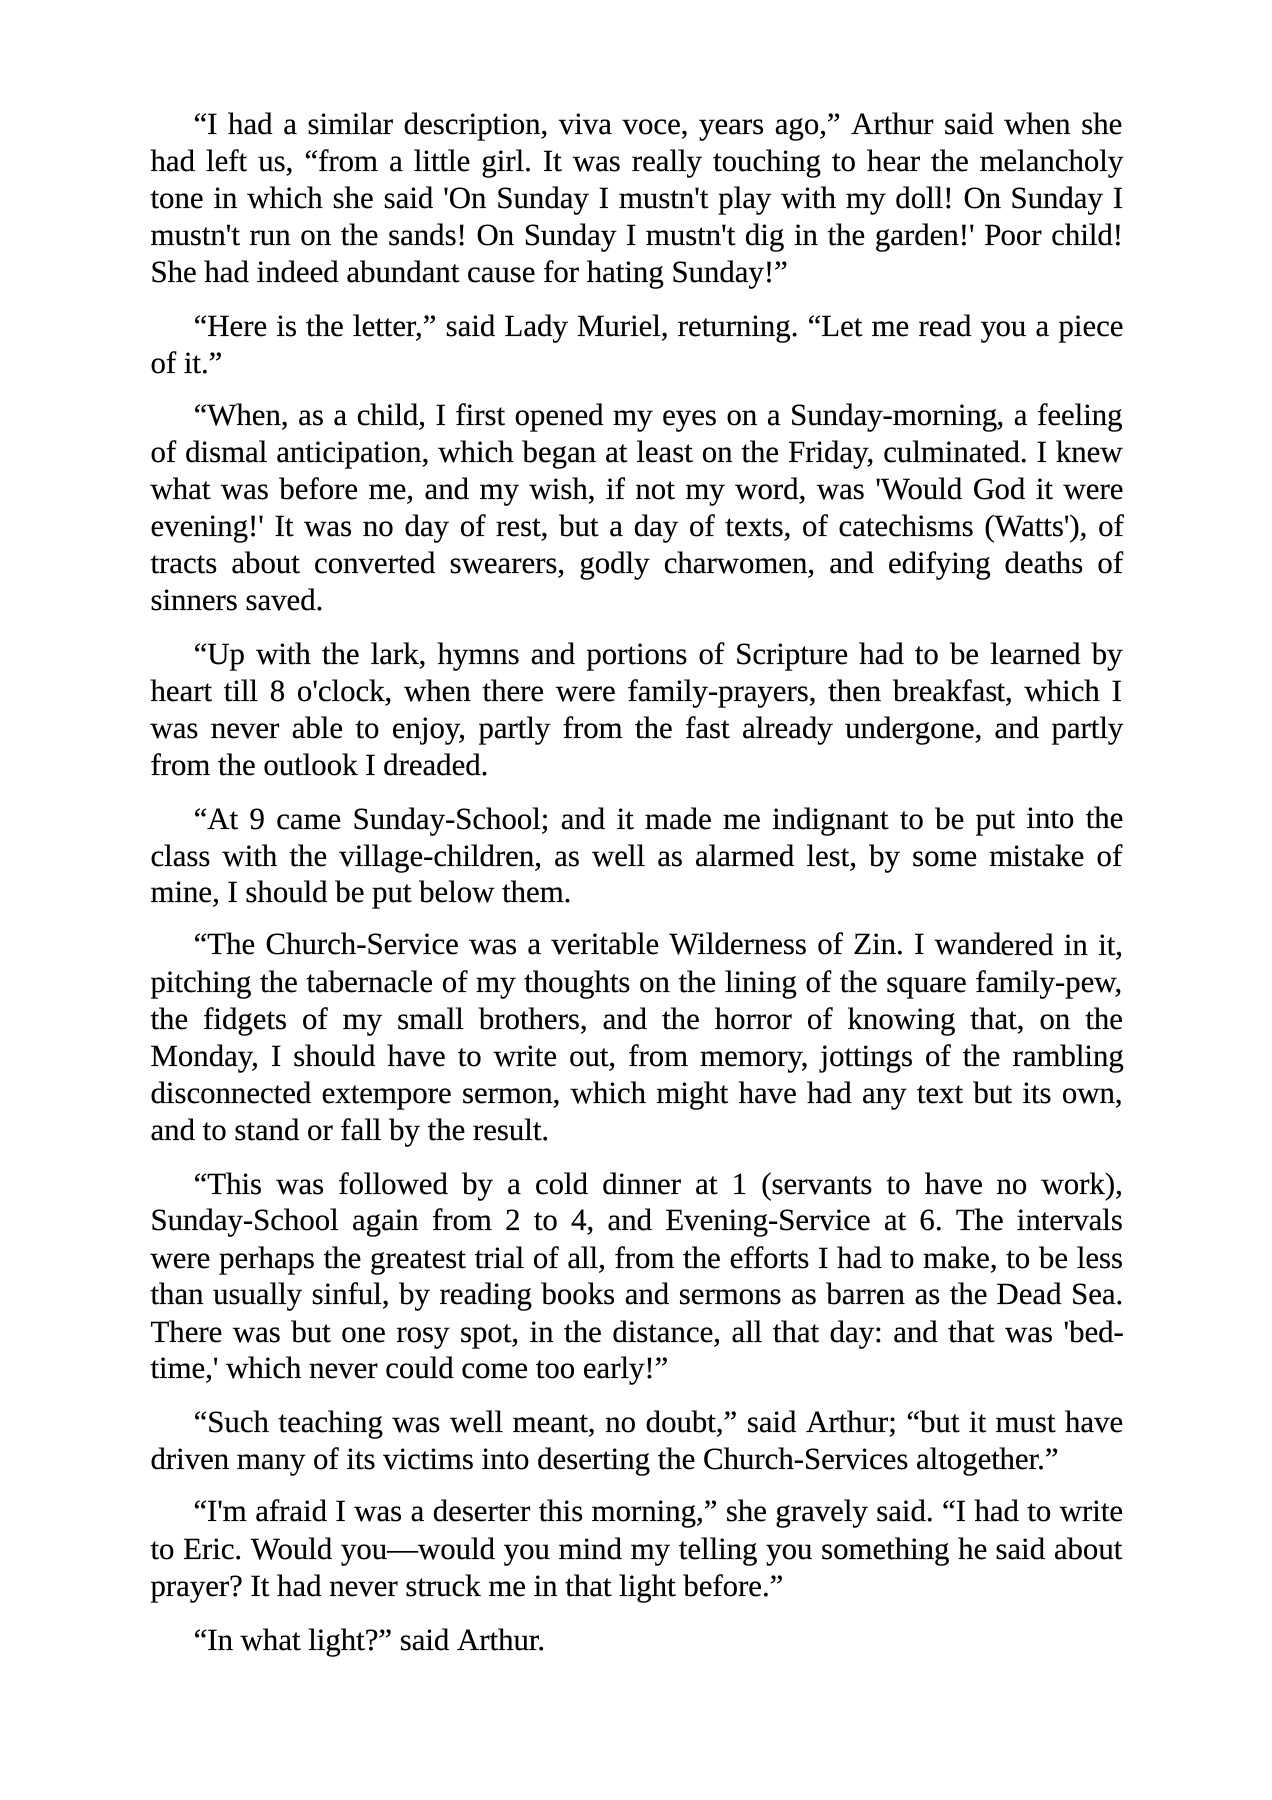 “I had a similar description, viva voce, years ago,” Arthur said when she
had left us, “from a little girl. It was really touching to hear the melancholy
tone in which she said 'On Sunday I mustn't play with my doll! On Sunday I
mustn't run on the sands! On Sunday I mustn't dig in the garden!' Poor child!
She had indeed abundant cause for hating Sunday!”
“Here is the letter,” said Lady Muriel, returning. “Let me read you a piece
of it.”
“When, as a child, I first opened my eyes on a Sunday-morning, a feeling
of dismal anticipation, which began at least on the Friday, culminated. I knew
what was before me, and my wish, if not my word, was 'Would God it were
evening!' It was no day of rest, but a day of texts, of catechisms (Watts'), of
tracts about converted swearers, godly charwomen, and edifying deaths of
sinners saved.
“Up with the lark, hymns and portions of Scripture had to be learned by
heart till 8 o'clock, when there were family-prayers, then breakfast, which I
was never able to enjoy, partly from the fast already undergone, and partly
from the outlook I dreaded.
“At 9 came Sunday-School; and it made me indignant to be put into the
class with the village-children, as well as alarmed lest, by some mistake of
mine, I should be put below them.
“The Church-Service was a veritable Wilderness of Zin. I wandered in it,
pitching the tabernacle of my thoughts on the lining of the square family-pew,
the fidgets of my small brothers, and the horror of knowing that, on the
Monday, I should have to write out, from memory, jottings of the rambling
disconnected extempore sermon, which might have had any text but its own,
and to stand or fall by the result.
“This was followed by a cold dinner at 1 (servants to have no work),
Sunday-School again from 2 to 4, and Evening-Service at 6. The intervals
were perhaps the greatest trial of all, from the efforts I had to make, to be less
than usually sinful, by reading books and sermons as barren as the Dead Sea.
There was but one rosy spot, in the distance, all that day: and that was 'bed-
time,' which never could come too early!”
“Such teaching was well meant, no doubt,” said Arthur; “but it must have
driven many of its victims into deserting the Church-Services altogether.”
“I'm afraid I was a deserter this morning,” she gravely said. “I had to write
to Eric. Would you—would you mind my telling you something he said about
prayer? It had never struck me in that light before.”
“In what light?” said Arthur.